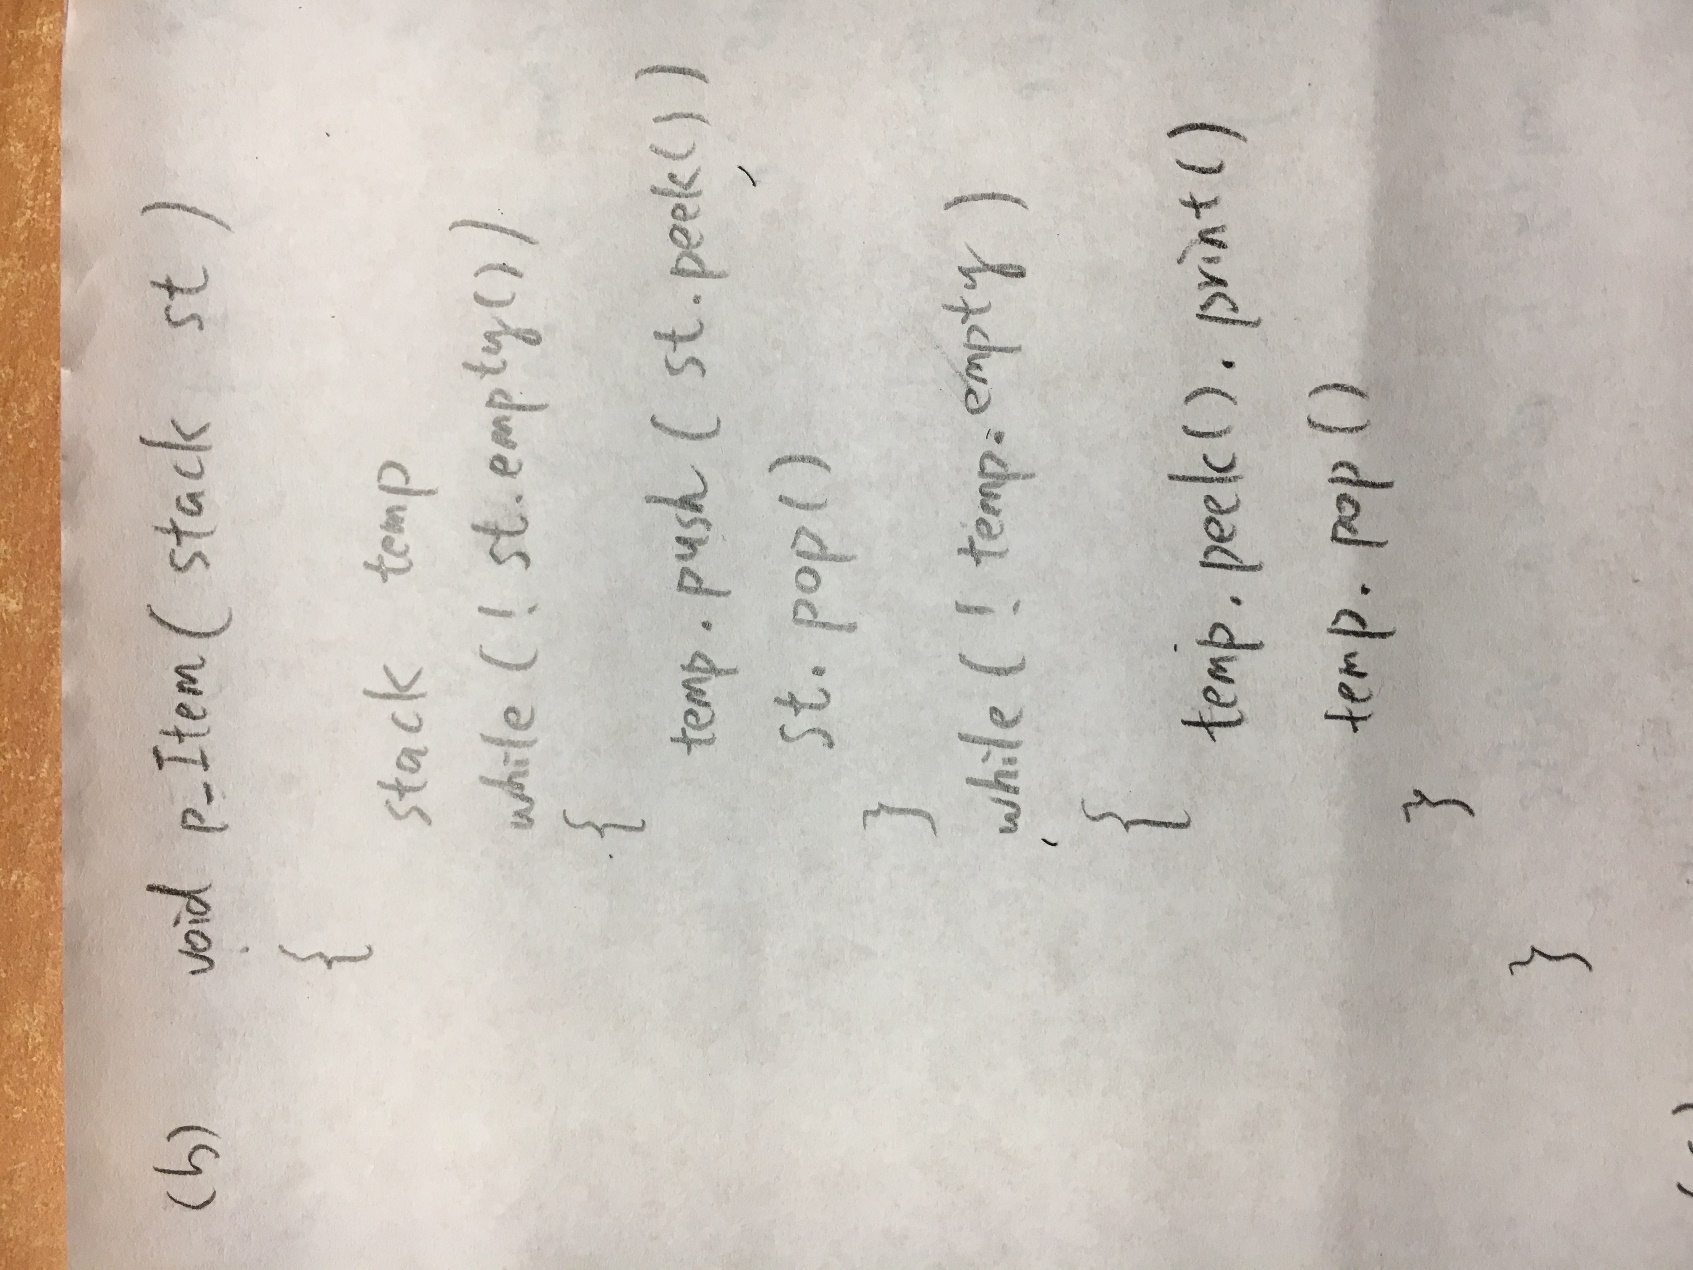 (b) void p_Item( stack st )
{
stack temp
while ( ! st.empty())
{
temp.push ( st.peek())
st.pop()
}
while ( ! temp.empty )
{
temp.peek().print()
temp.pop()
}
}